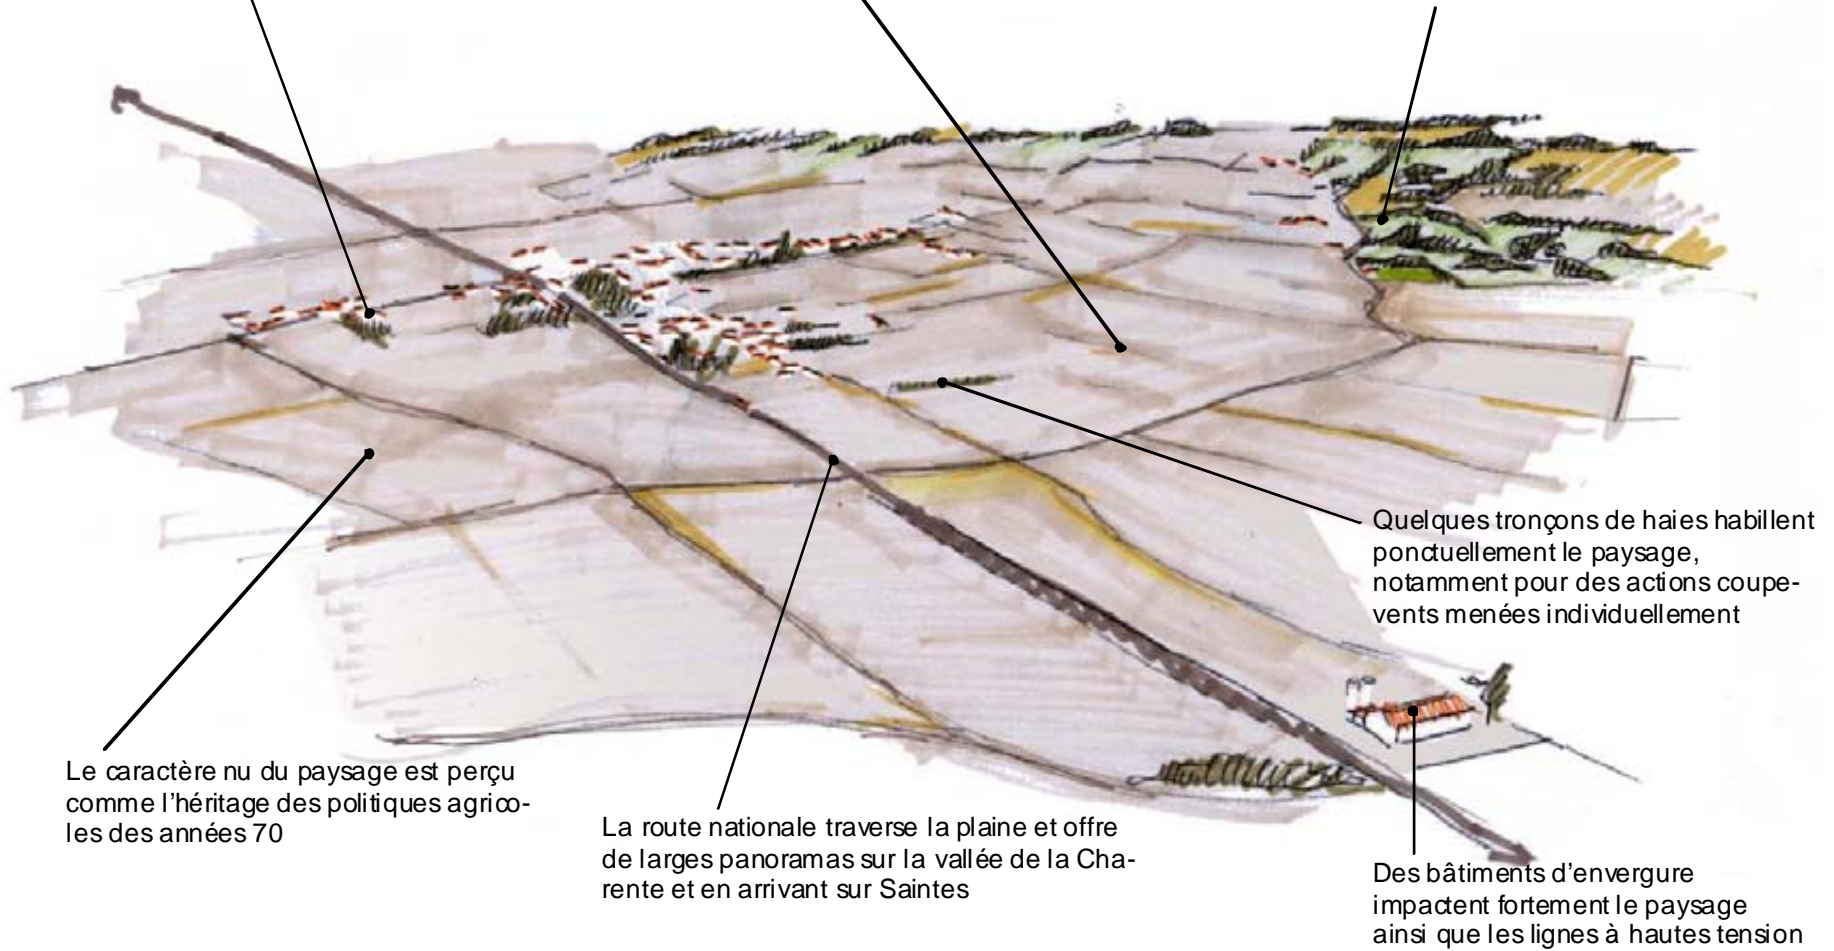 Quelques tronçons de haies habillent
ponctuellement le paysage,
notamment pour des actions coupe-
vents menées individuellement
Le caractère nu du paysage est perçu
comme l'héritage des politiques agrico-
les des années 70
La route nationale traverse la plaine et offre
de larges panoramas sur la vallée de la Cha-
rente et en arrivant sur Saintes
Des bâtiments d'envergure
impactent fortement le paysage
ainsi que les lignes à hautes tension